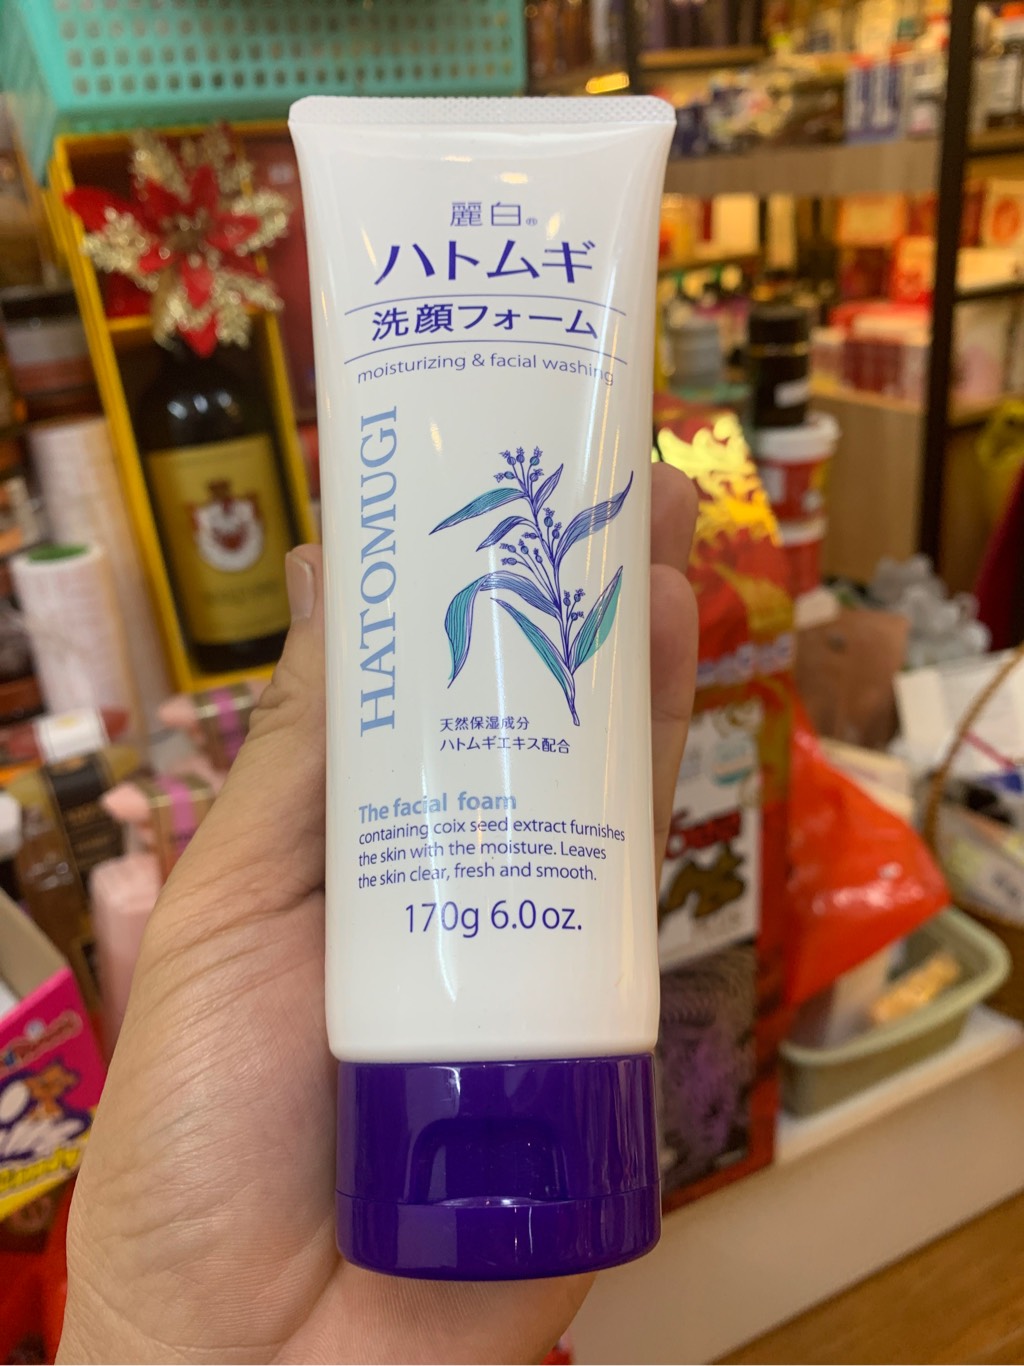 麗白®
ハトムギ
洗顔フォーム
moisturizing & facial washing
HATOMUGI
天然保湿成分
ハトムギエキス配合
The facial foam
containing coix seed extract furnishes
the skin with the moisture. Leaves
the skin clear, fresh and smooth.
170g 6.0oz.